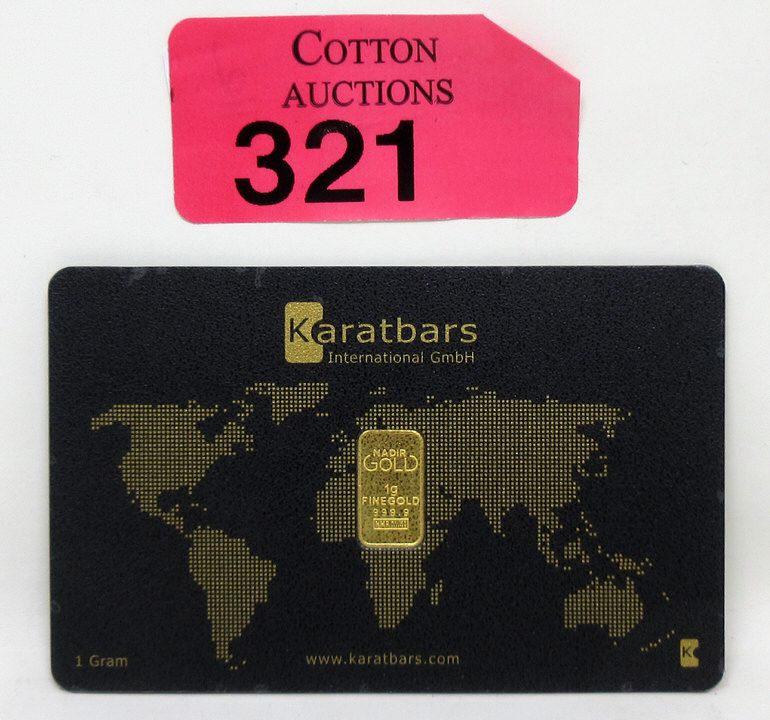 COTTON
AUCTIONS
321
Karatbars
International GmbH
NADIR
GOLD
1g
FINEGOLD
999.9
1 Gram
www.karatbars.com
K